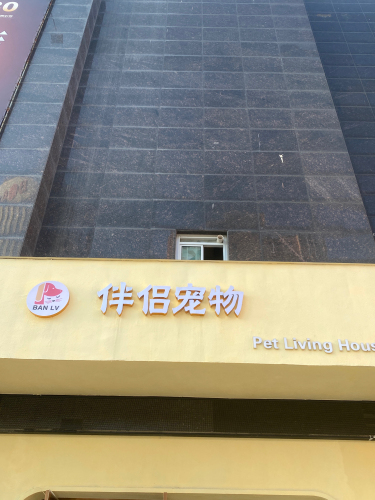 伴侣宠物
BAN LV
Pet Living Hous